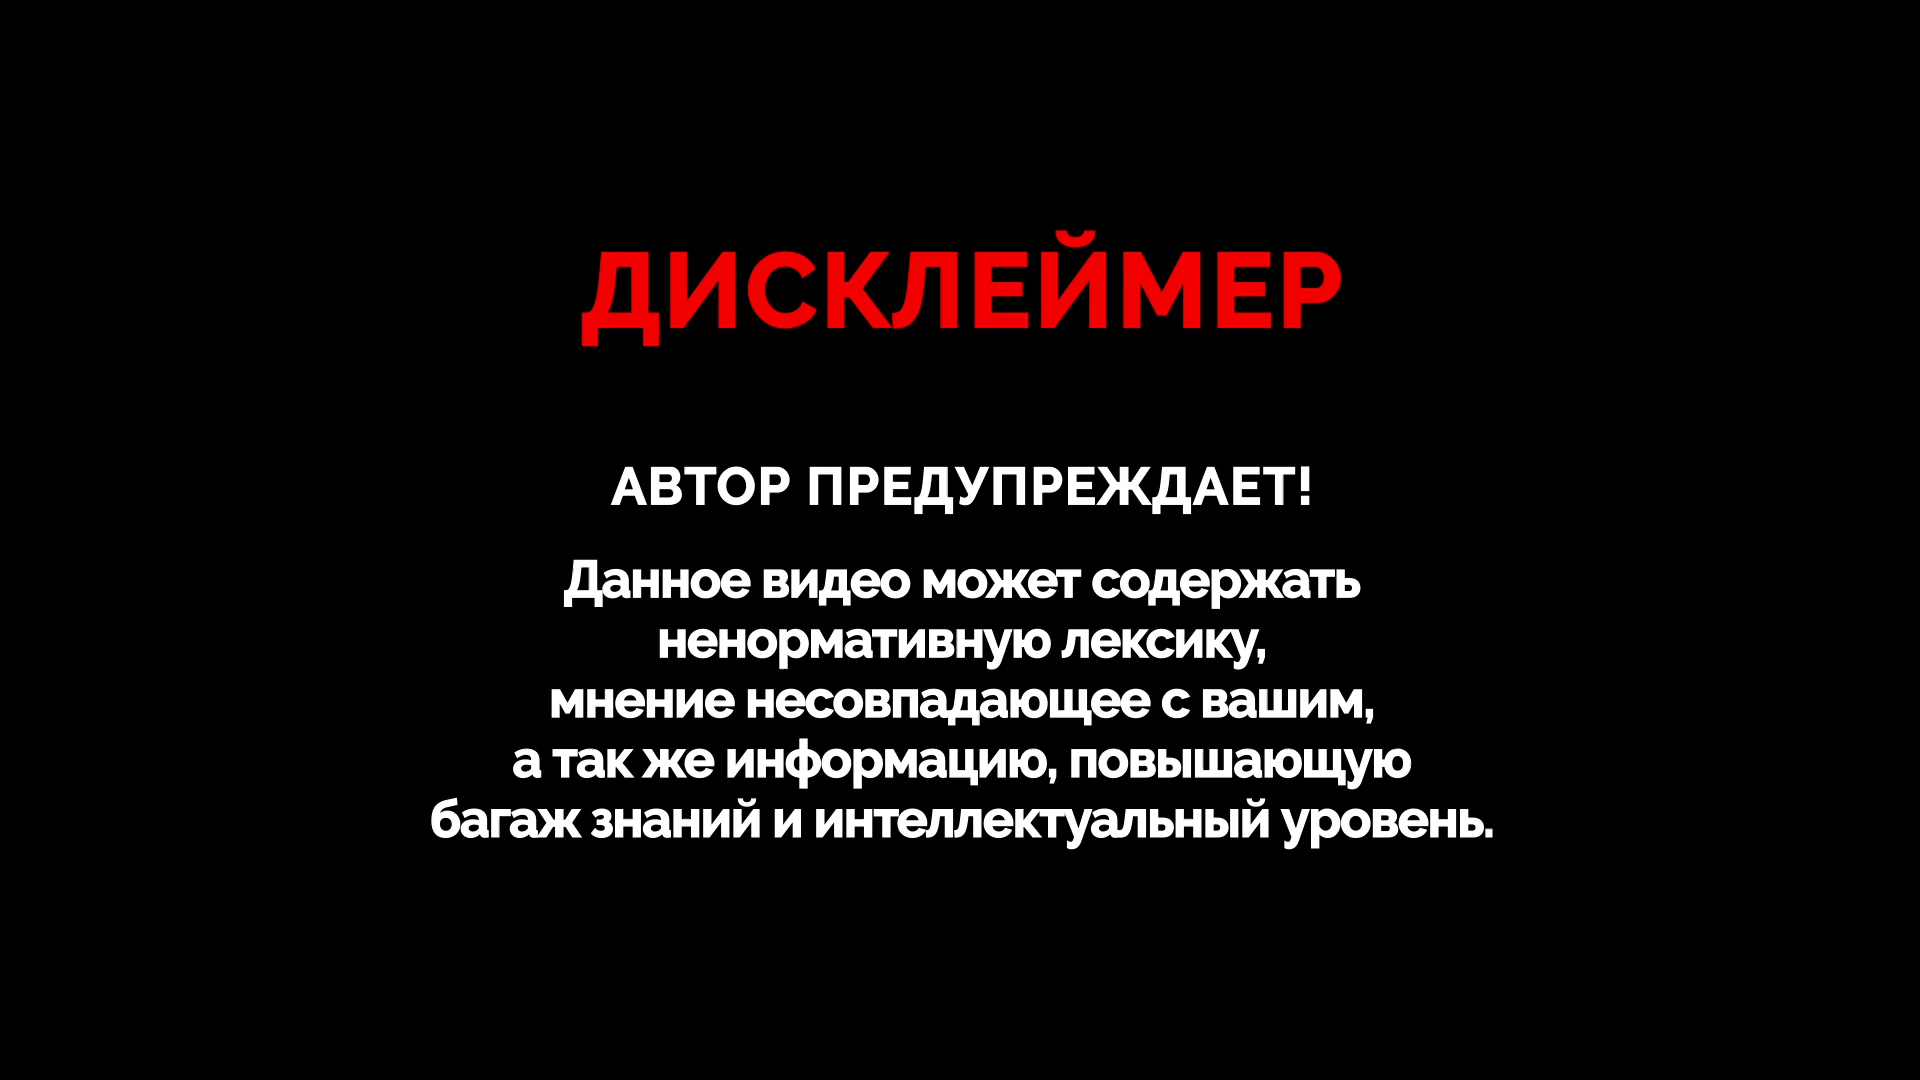 ДИСКЛЕЙМЕР
АВТОР ПРЕДУПРЕЖДАЕТ!
Данное видео может содержать
ненормативную лексику,
мнение несовпадающее с вашим,
а так же информацию, повышающую
багаж знаний и интеллектуальный уровень.